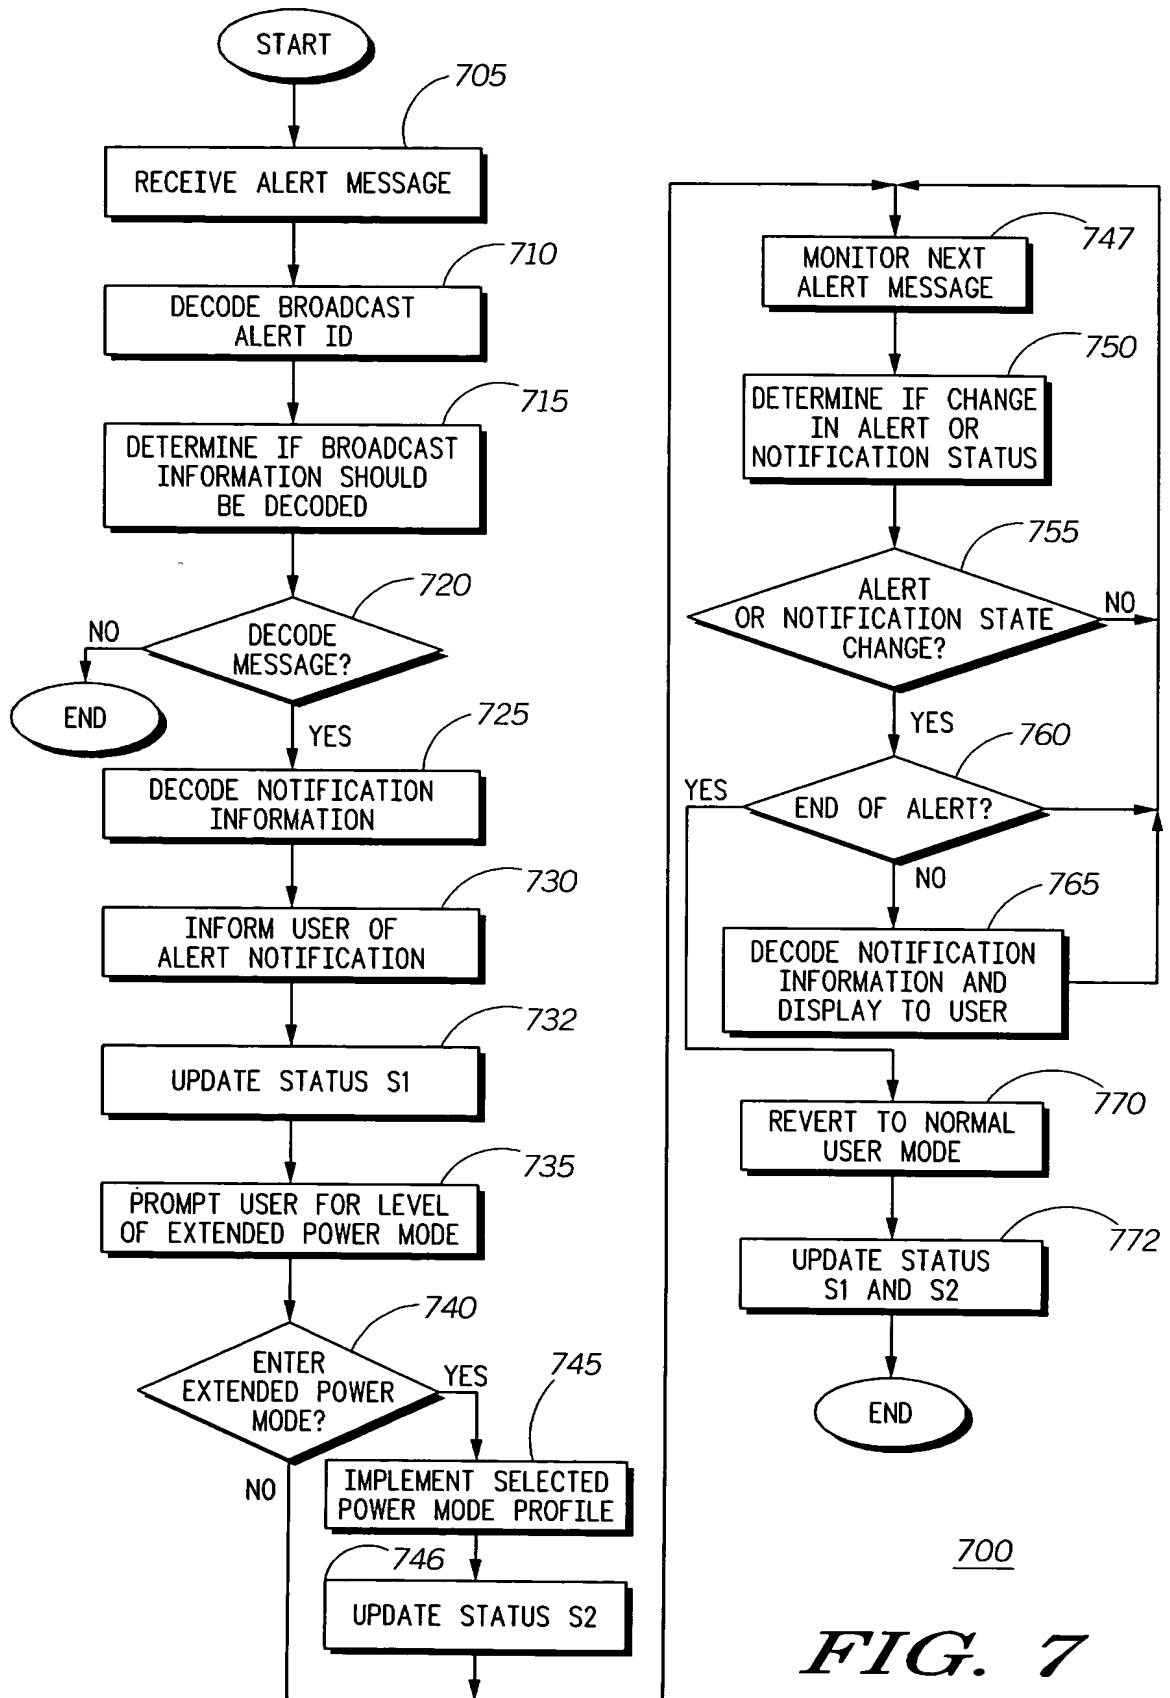 START
705
RECEIVE ALERT MESSAGE
710
DECODE BROADCAST
ALERT ID
715
DETERMINE IF BROADCAST
INFORMATION SHOULD
BE DECODED
720
NO
DECODE
MESSAGE?
END
YES
725
DECODE NOTIFICATION
INFORMATION
730
INFORM USER OF
ALERT NOTIFICATION
732
UPDATE STATUS S1
735
PROMPT USER FOR LEVEL
OF EXTENDED POWER MODE
740
ENTER
EXTENDED POWER
MODE?
YES
745
NO
IMPLEMENT SELECTED
POWER MODE PROFILE
746
UPDATE STATUS S2
747
MONITOR NEXT
ALERT MESSAGE
750
DETERMINE IF CHANGE
IN ALERT OR
NOTIFICATION STATUS
755
ALERT
OR NOTIFICATION STATE
CHANGE?
NO
YES
760
YES
END OF ALERT?
NO
765
DECODE NOTIFICATION
INFORMATION AND
DISPLAY TO USER
770
REVERT TO NORMAL
USER MODE
772
UPDATE STATUS
S1 AND S2
END
700
FIG. 7